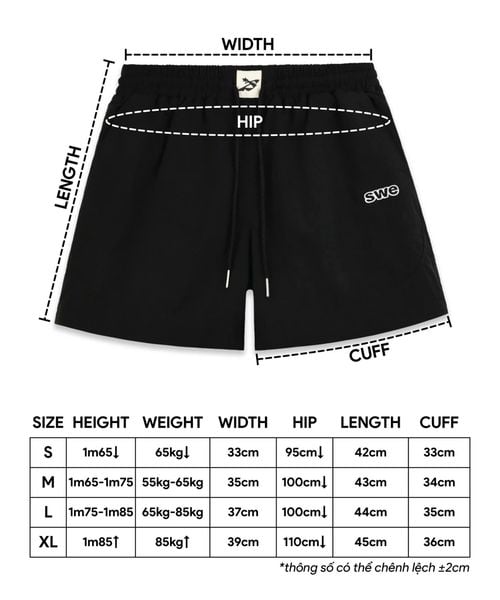 WIDTH
HIP
LENGTH
swe
CUFF
SIZE HEIGHT WEIGHT WIDTH HIP LENGTH CUFF
S 1m65↓ 65kg↓ 33cm 95cm↓ 42cm 33cm
M 1m65-1m75 55kg-65kg 35cm 100cm↓ 43cm 34cm
L 1m75-1m85 65kg-85kg 37cm 100cm↓ 44cm 35cm
XL 1m85↑ 85kg↑ 39cm 110cm↓ 45cm 36cm
*thông số có thể chênh lệch ±2cm